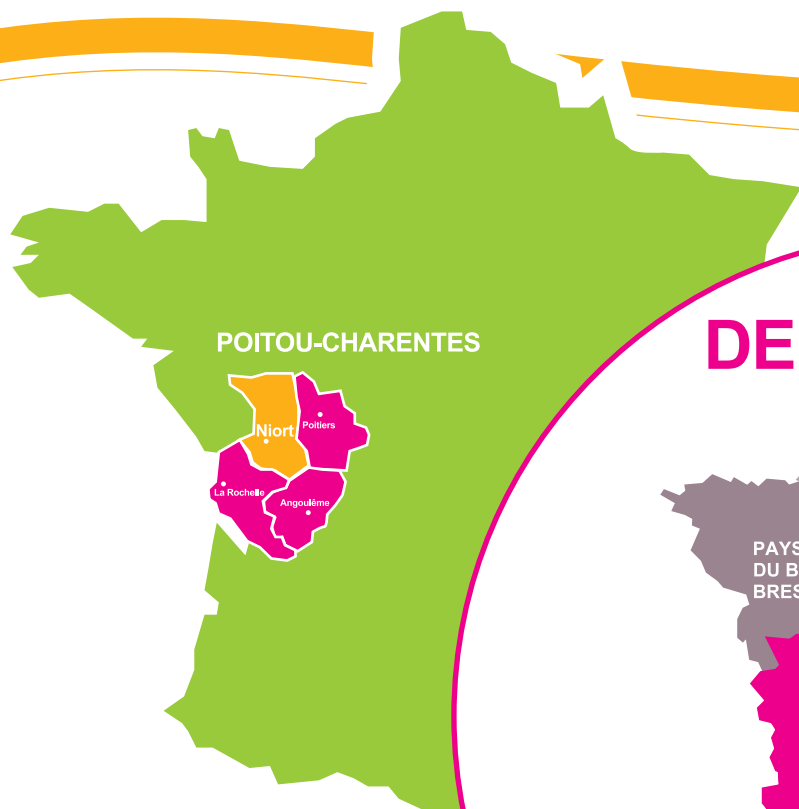 POITOU-CHARENTES
Niort
Poitiers
La Rochelle
Angoulême
DE
PAYS
DU B
BRES